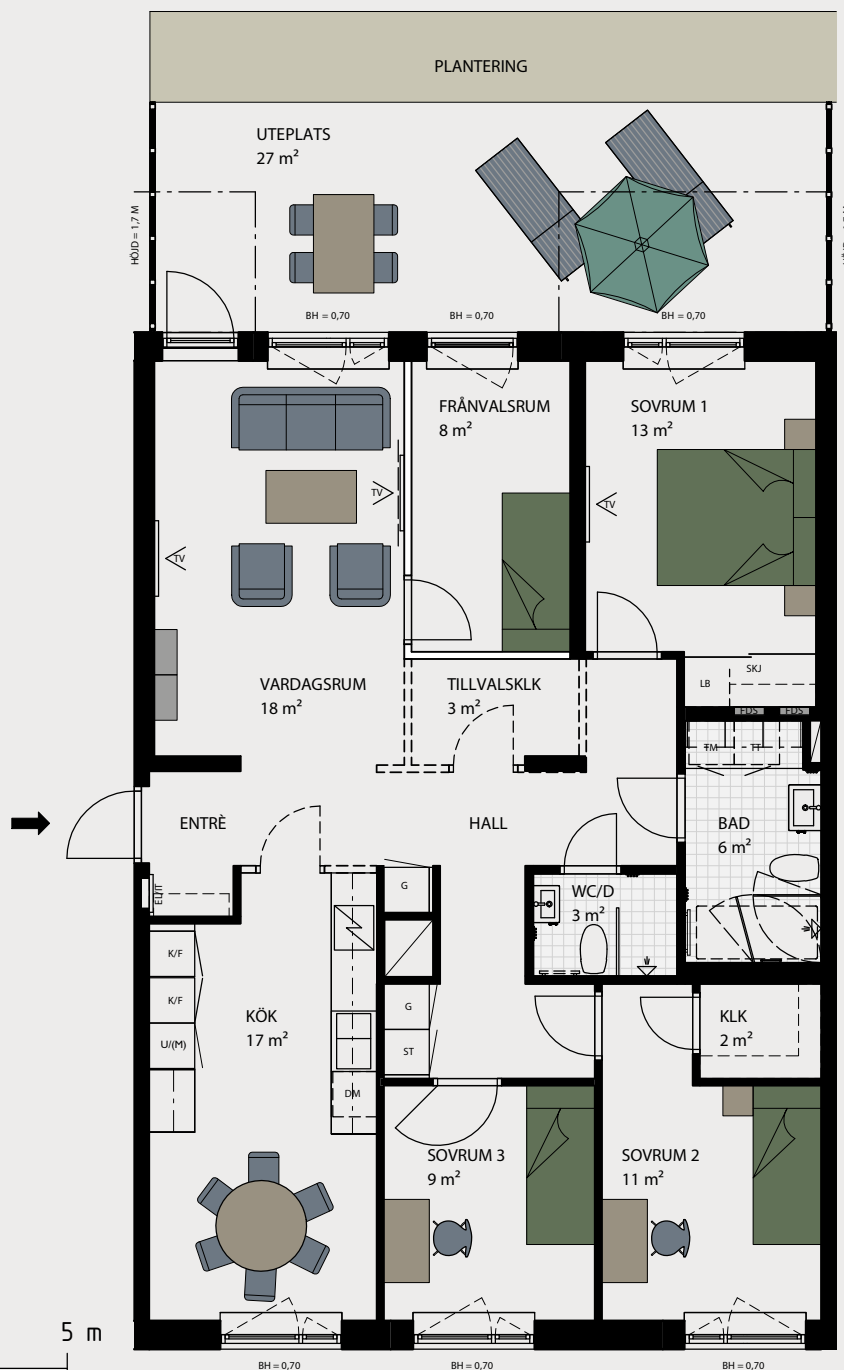 PLANTERING
UTEPLATS
27 m²
HÖJD = 1,7 M
BH = 0,70
BH = 0,70
BH = 0,70
FRÅNVALSRUM
8 m²
SOVRUM 1
13 m²
TV
TV
TV
VARDAGSRUM
18 m²
TILLVALSKLK
3 m²
LB
SKJ
FDS
FDS
TM
TT
ENTRÈ
HALL
BAD
6 m²
EL/IT
G
WC/D
3 m²
K/F
K/F
U/(M)
KÖK
17 m²
G
ST
KLK
2 m²
DM
SOVRUM 3
9 m²
SOVRUM 2
11 m²
5 m
BH = 0,70
BH = 0,70
BH = 0,70